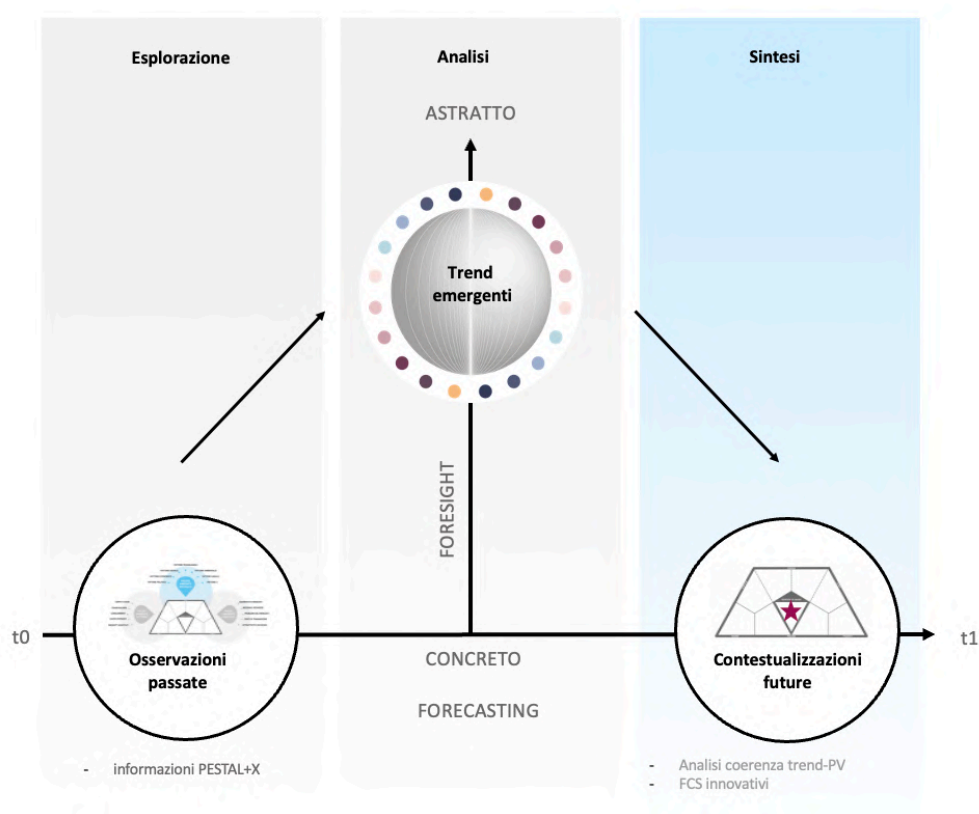 Esplorazione
Analisi
Sintesi
ASTRATTO
Trend
emergenti
FORESIGHT
t0
t1
Osservazioni
passate
CONCRETO
Contestualizzazioni
future
FORECASTING
- informazioni PESTAL+X
- Analisi coerenza trend-PV
- FCS innovativi